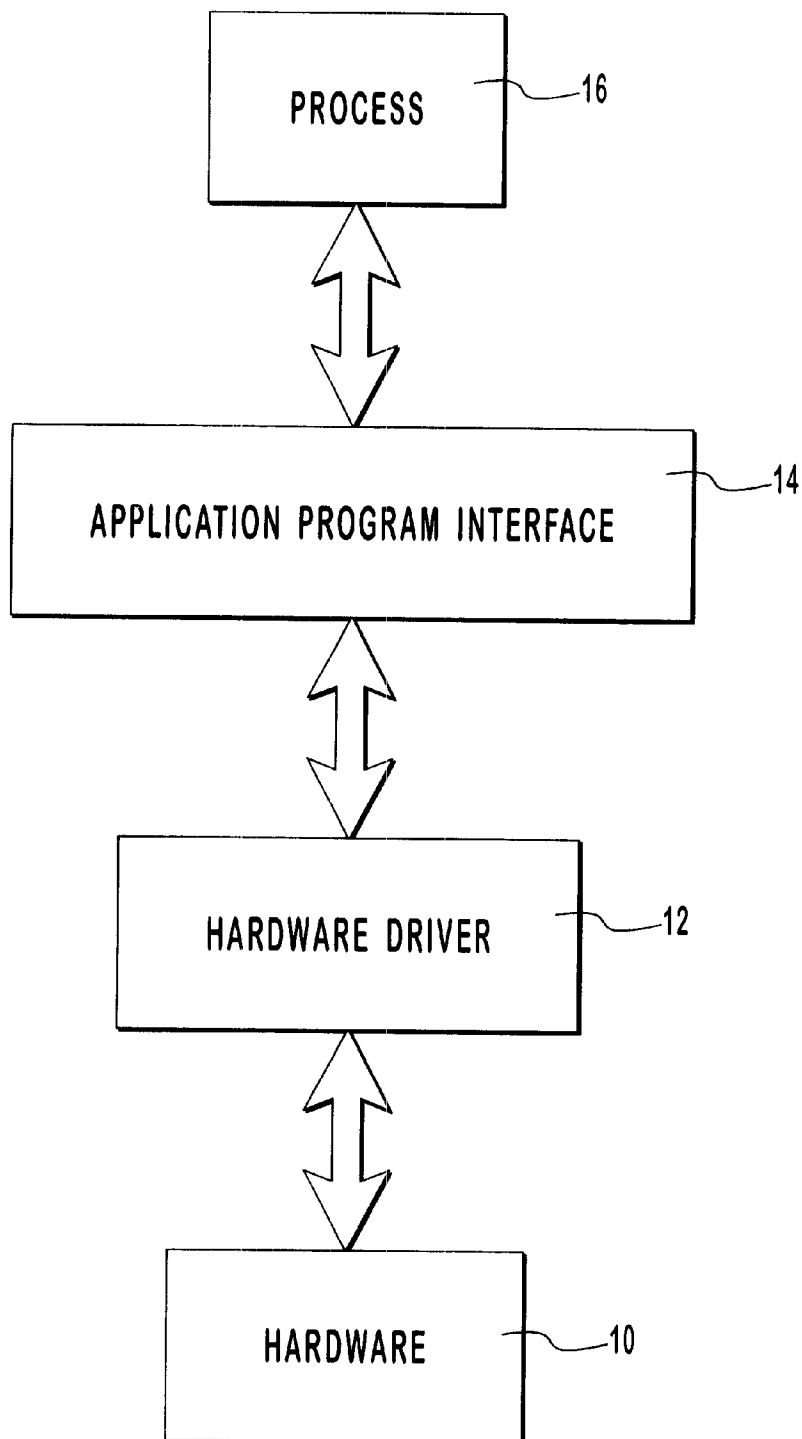 PROCESS
16
APPLICATION PROGRAM INTERFACE
14
HARDWARE DRIVER
12
HARDWARE
10